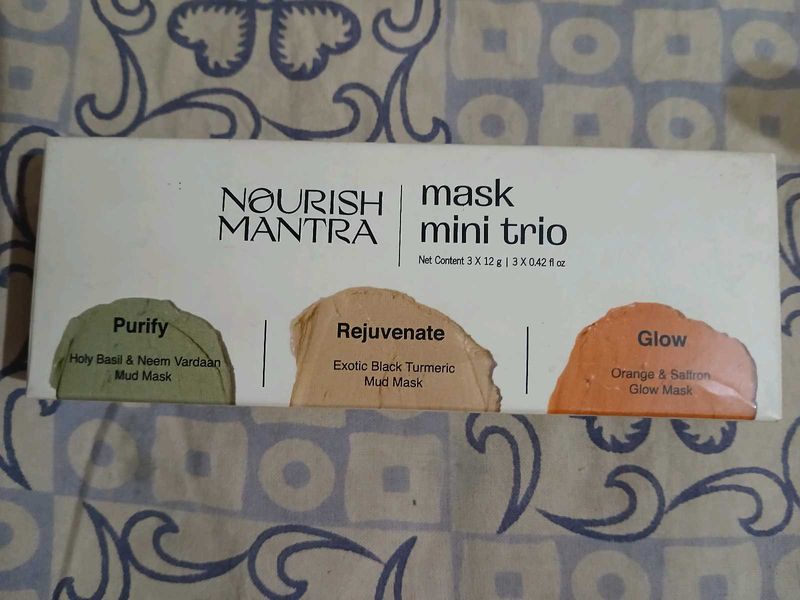 NOURISH
MANTRA
mask
mini trio
Net Content 3 X 12 g | 3 X 0.42 fl oz
Purify
Holy Basil & Neem Vardaan
Mud Mask
Rejuvenate
Exotic Black Turmeric
Mud Mask
Glow
Orange & Saffron
Glow Mask